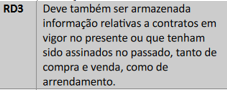 RD3 Deve também ser armazenada
informação relativas a contratos em
vigor no presente ou que tenham
sido assinados no passado, tanto de
compra e venda, como de
arrendamento.